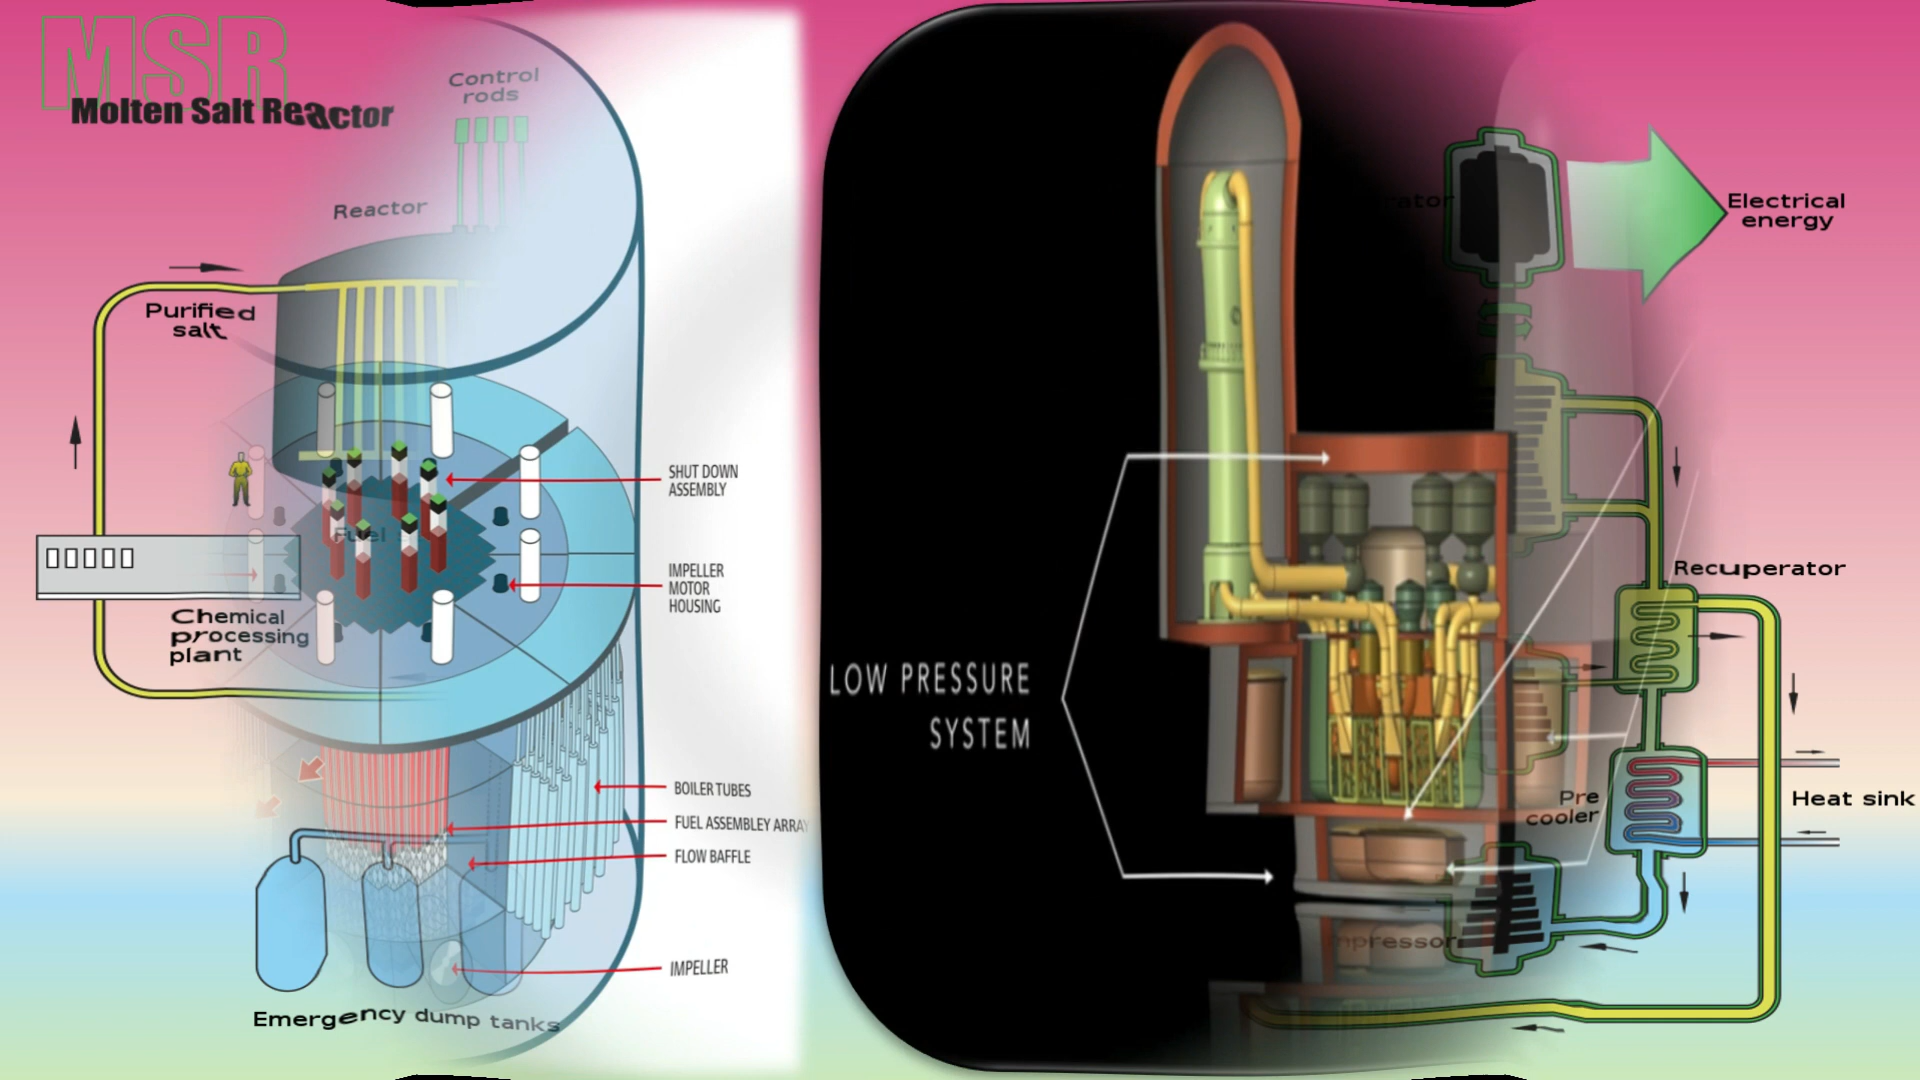 MSR
Molten Salt Reactor
Control
rods
Reactor
Purified
salt
Fuel
Chemical
processing
plant
SHUT DOWN
ASSEMBLY
IMPELLER
MOTOR
HOUSING
BOILER TUBES
FUEL ASSEMBLEY ARRAY
FLOW BAFFLE
IMPELLER
Emergency dump tanks
LOW PRESSURE
SYSTEM
Electrical
energy
Recuperator
Pre
cooler
Heat sink